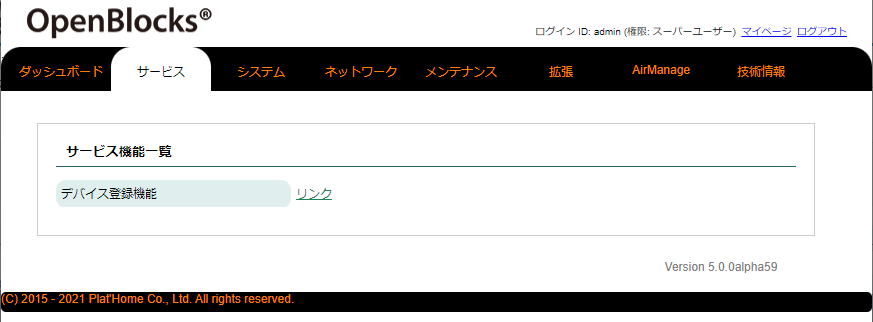 OpenBlocks®
ログイン ID: admin (権限: スーパーユーザー) マイページ ログアウト
ダッシュボード サービス システム ネットワーク メンテナンス 拡張 AirManage 技術情報
サービス機能一覧
デバイス登録機能 リンク
Version 5.0.0alpha59
(C) 2015 - 2021 Plat'Home Co., Ltd. All rights reserved.